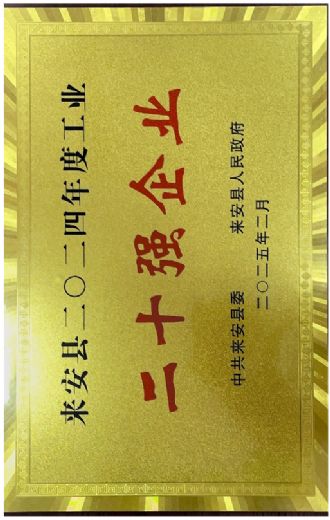 来安县二〇二四年度工业
二十强企业
中共来安县委 来安县人民政府
二〇二五年二月